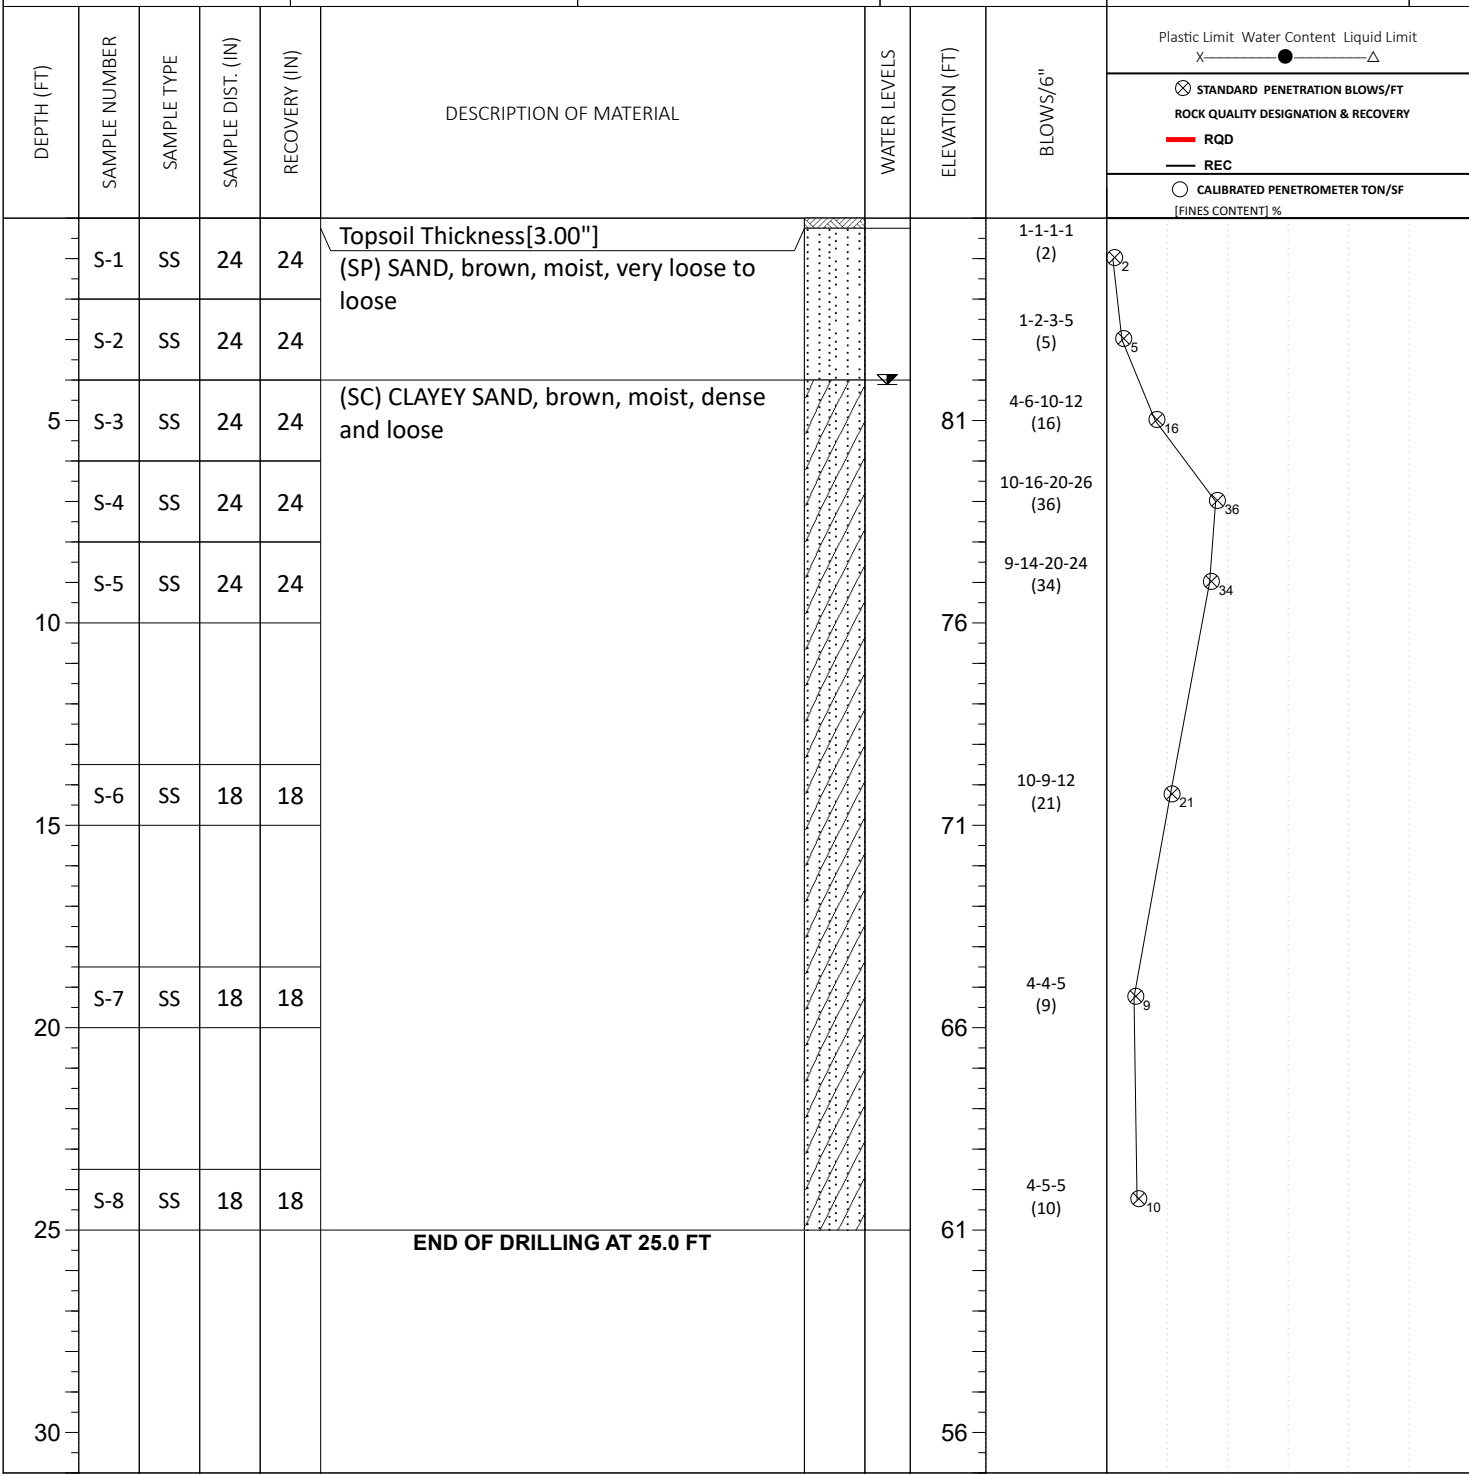 DEPTH (FT)
SAMPLE NUMBER
SAMPLE TYPE
SAMPLE DIST. (IN)
RECOVERY (IN)
DESCRIPTION OF MATERIAL
WATER LEVELS
ELEVATION (FT)
BLOWS/6"
Plastic Limit Water Content Liquid Limit
X
STANDARD PENETRATION BLOWS/FT
ROCK QUALITY DESIGNATION & RECOVERY
RQD
REC
CALIBRATED PENETROMETER TON/SF
[FINES CONTENT] %
Topsoil Thickness[3.00"]
S-1 SS 24 24
(SP) SAND, brown, moist, very loose to
loose
1-1-1-1
(2)
2
S-2 SS 24 24
1-2-3-5
(5)
5
(SC) CLAYEY SAND, brown, moist, dense
and loose
5 S-3 SS 24 24
81
4-6-10-12
(16)
16
S-4 SS 24 24
10-16-20-26
(36)
36
S-5 SS 24 24
9-14-20-24
(34)
34
10 76
S-6 SS 18 18
10-9-12
(21)
21
15 71
S-7 SS 18 18
4-4-5
(9)
9
20 66
S-8 SS 18 18
4-5-5
(10)
10
25 61
END OF DRILLING AT 25.0 FT
30 56